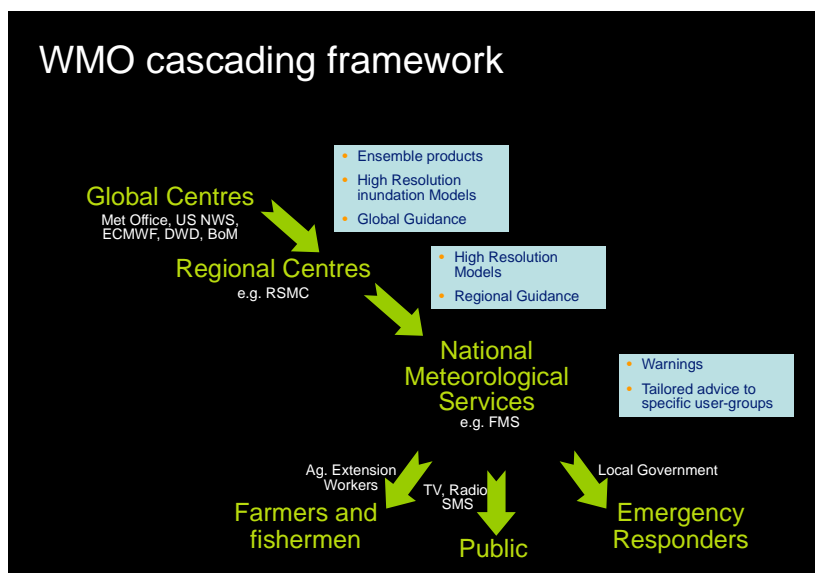 WMO cascading framework
• Ensemble products
• High Resolution
inundation Models
• Global Guidance
Global Centres
Met Office, US NWS,
ECMWF, DWD, BoM
• High Resolution
Models
• Regional Guidance
Regional Centres
e.g. RSMC
National
Meteorological
Services
e.g. FMS
• Warnings
• Tailored advice to
specific user-groups
Ag. Extension
Workers
TV, Radio
SMS
Local Government
Farmers and
fishermen
Public
Emergency
Responders